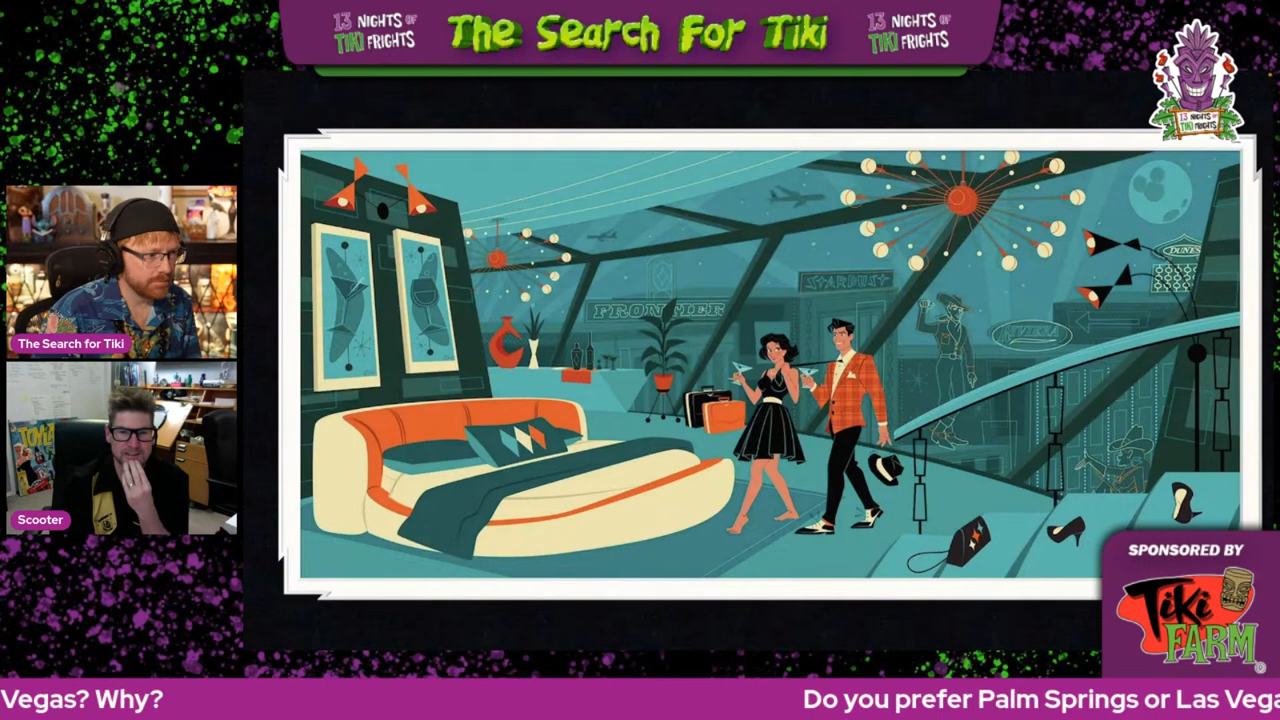 13 NIGHTS OF
TIKI FRIGHTS
The Search For Tiki
13 NIGHTS OF
TIKI FRIGHTS
13 NIGHTS OF
TIKI FRIGHTS
DUNES
STARDUST
FRONTIER
RIVIERA
The Search for Tiki
TOYLA
Scooter
SPONSORED BY
TiKi
FARM
®
Vegas? Why?
Do you prefer Palm Springs or Las Vega